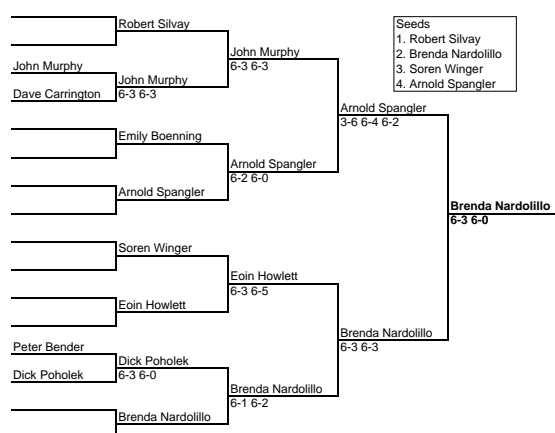 Robert Silvay
Seeds
1. Robert Silvay
2. Brenda Nardolillo
3. Soren Winger
4. Arnold Spangler
John Murphy
6-3 6-3
John Murphy
Dave Carrington
John Murphy
6-3 6-3
Arnold Spangler
3-6 6-4 6-2
Emily Boenning
Arnold Spangler
6-2 6-0
Arnold Spangler
Brenda Nardolillo
6-3 6-0
Soren Winger
Eoin Howlett
6-3 6-5
Eoin Howlett
Brenda Nardolillo
6-3 6-3
Peter Bender
Dick Poholek
Dick Poholek
6-3 6-0
Brenda Nardolillo
6-1 6-2
Brenda Nardolillo